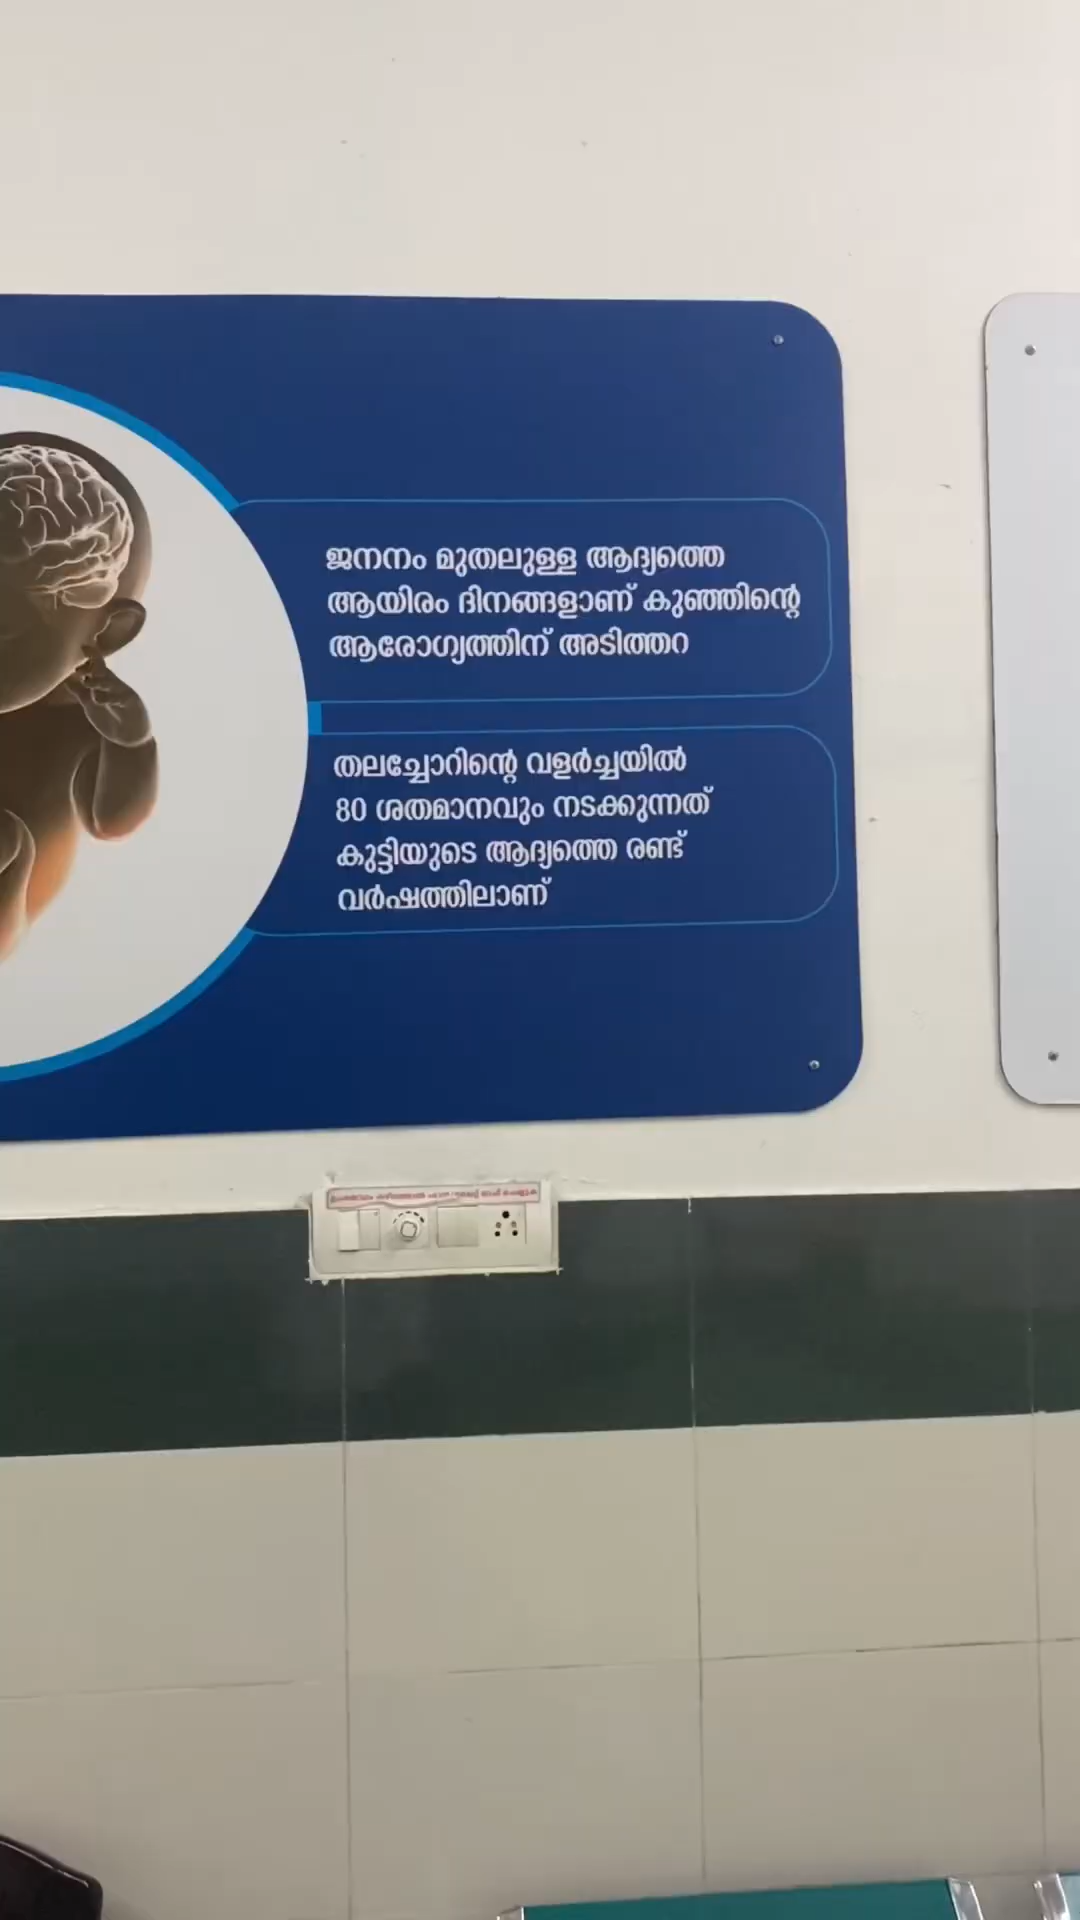 ജനനം മുതലുള്ള ആദ്യത്തെ
ആയിരം ദിനങ്ങളാണ് കുഞ്ഞിന്റെ
ആരോഗ്യത്തിന് അടിത്തറ
തലച്ചോറിന്റെ വളർച്ചയിൽ
80 ശതമാനവും നടക്കുന്നത്
കുട്ടിയുടെ ആദ്യത്തെ രണ്ട്
വർഷത്തിലാണ്